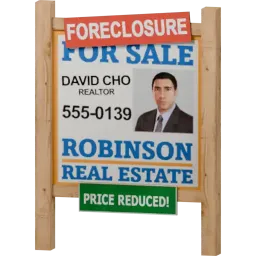 FORECLOSURE
FOR SALE
DAVID CHO
REALTOR
555-0139
ROBINSON
REAL ESTATE
PRICE REDUCED!